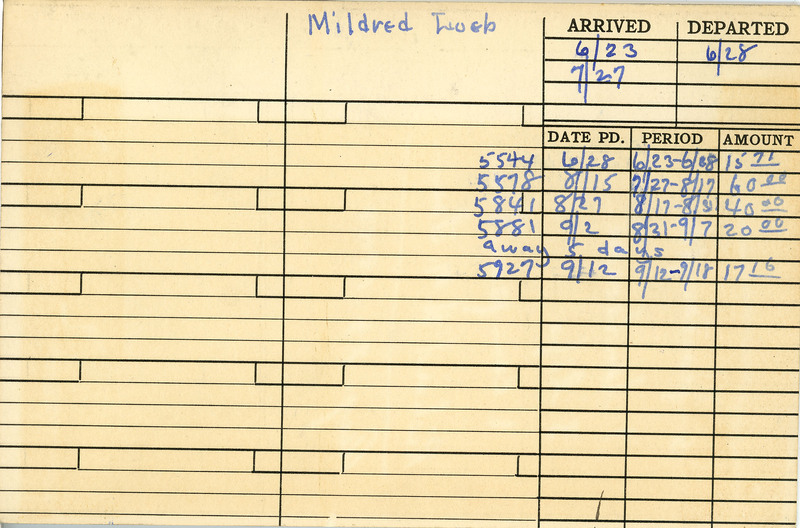 Mildred Loeb
ARRIVED DEPARTED
6/23 6/28
7/27
DATE PD. PERIOD AMOUNT
5544 6/28 6/23-6/28 15 71
5578 8/15 7/27-8/17 60 00
5841 8/27 8/17-8/31 40 00
5881 9/2 8/31-9/7 20 00
away 5 days
5927 9/12 9/12-9/18 17 16